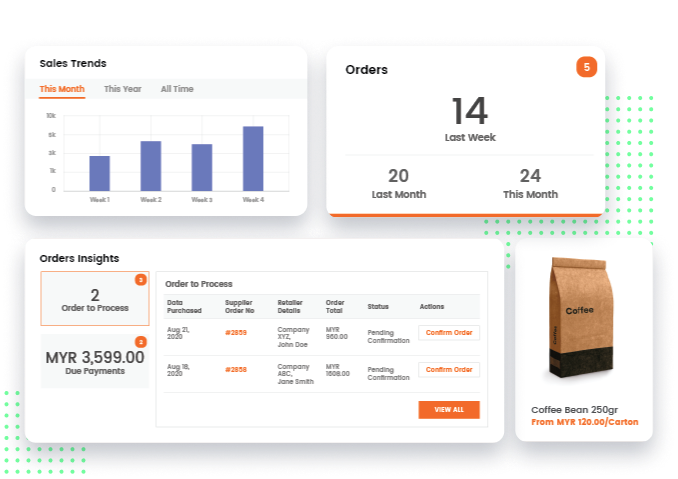 Sales Trends
This Month This Year All Time
10k
6k
3k
1k
0
Week 1 Week 2 Week 3 Week 4
Orders
5
14
Last Week
20
Last Month
24
This Month
Orders Insights
3
2
Order to Process
3
MYR 3,599.00
Due Payments
Order to Process
Data Purchased
Supplier Order No
Retailer Details
Order Total
Status
Actions
Aug 21, 2020
#2859
Company XYZ, John Doe
MYR 960.00
Pending Confirmation
Confirm Order
Aug 18, 2020
#2858
Company ABC, Jane Smith
MYR 1608.00
Pending Confirmation
Confirm Order
VIEW ALL
Coffee
Coffee Bean 250gr
From MYR 120.00/Carton